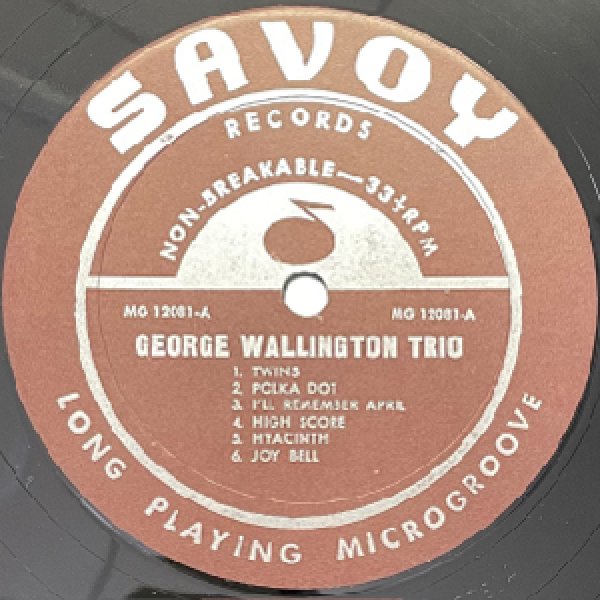 SAVOY
RECORDS
NON-BREAKABLE—33⅓RPM
MG 12081-A
MG 12081-A
GEORGE WALLINGTON TRIO
1. TWINS
2. POLKA DOT
3. I'LL REMEMBER APRIL
4. HIGH SCORE
5. HYACINTH
6. JOY BELL
LONG PLAYING MICROGROOVE